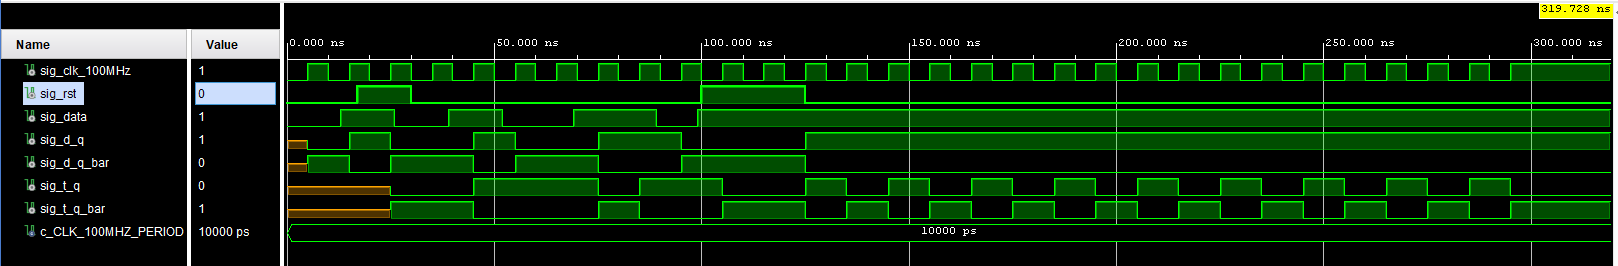 319.728 ns
Name Value 0.000 ns 50.000 ns 100.000 ns 150.000 ns 200.000 ns 250.000 ns 300.000 ns
sig_clk_100MHz 1
sig_rst 0
sig_data 1
sig_d_q 1
sig_d_q_bar 0
sig_t_q 0
sig_t_q_bar 1
c_CLK_100MHZ_PERIOD 10000 ps 10000 ps